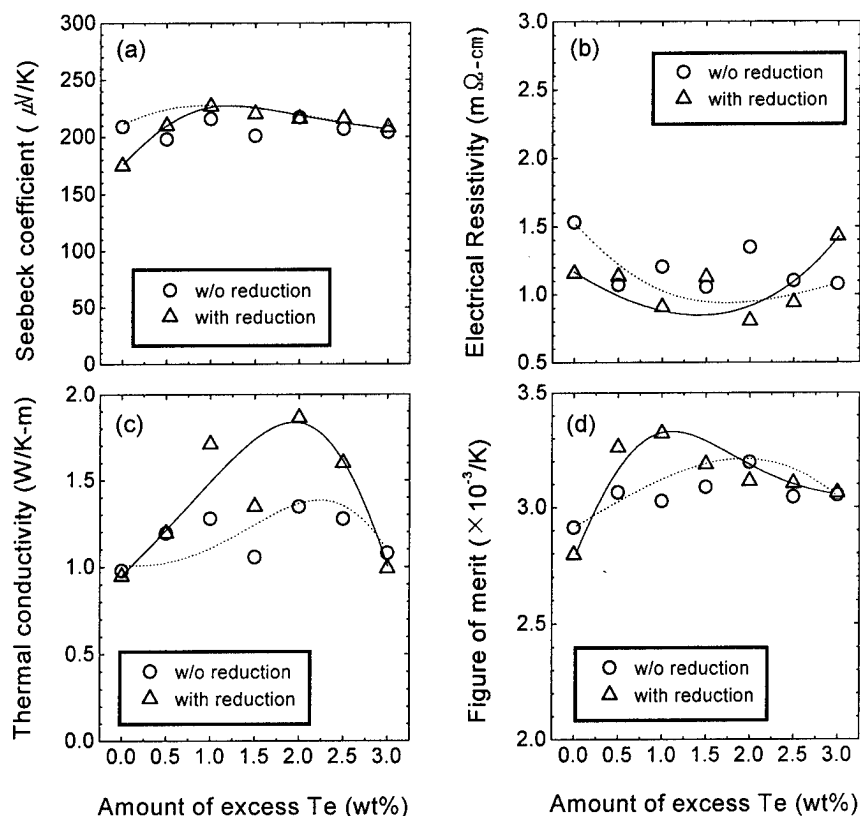 (a)
Seebeck coefficient ( μV/K)
300
250
200
150
100
50
0
w/o reduction
with reduction
(b)
Electrical Resistivity (mΩ-cm)
3.0
2.5
2.0
1.5
1.0
0.5
w/o reduction
with reduction
(c)
Thermal conductivity (W/K-m)
2.0
1.5
1.0
0.5
0.0
w/o reduction
with reduction
0.0 0.5 1.0 1.5 2.0 2.5 3.0
Amount of excess Te (wt%)
(d)
Figure of merit (×10⁻³/K)
3.5
3.0
2.5
2.0
w/o reduction
with reduction
0.0 0.5 1.0 1.5 2.0 2.5 3.0
Amount of excess Te (wt%)